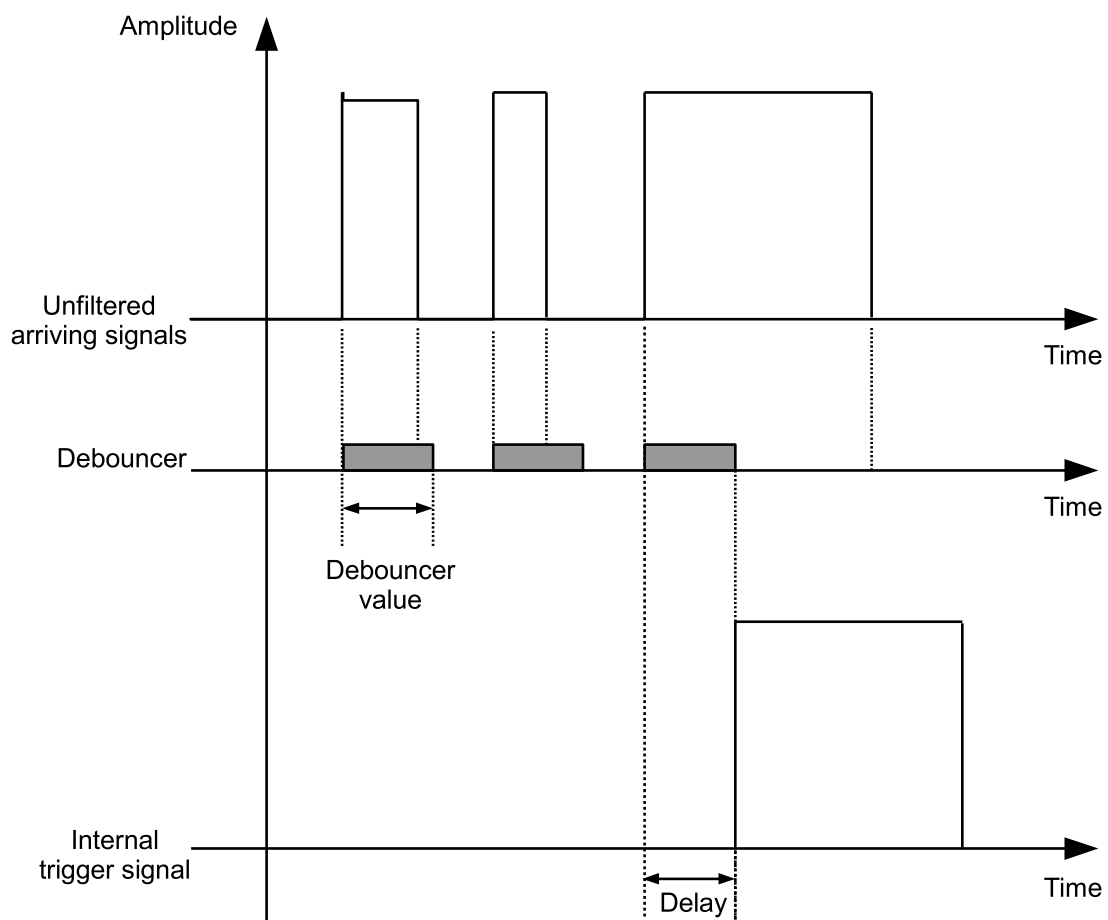 Amplitude
Unfiltered
arriving signals
Time
Debouncer
Time
Debouncer
value
Internal
trigger signal
Time
Delay